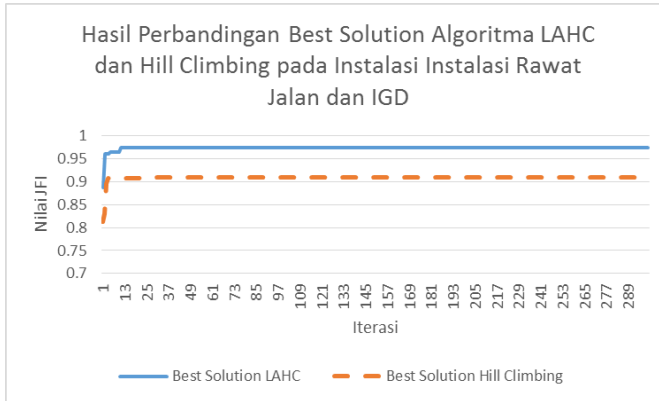 Hasil Perbandingan Best Solution Algoritma LAHC
dan Hill Climbing pada Instalasi Instalasi Rawat
Jalan dan IGD
1
0.95
0.9
0.85
0.8
0.75
0.7
Nilai JFI
1 13 25 37 49 61 73 85 97 109 121 133 145 157 169 181 193 205 217 229 241 253 265 277 289
Iterasi
Best Solution LAHC
Best Solution Hill Climbing